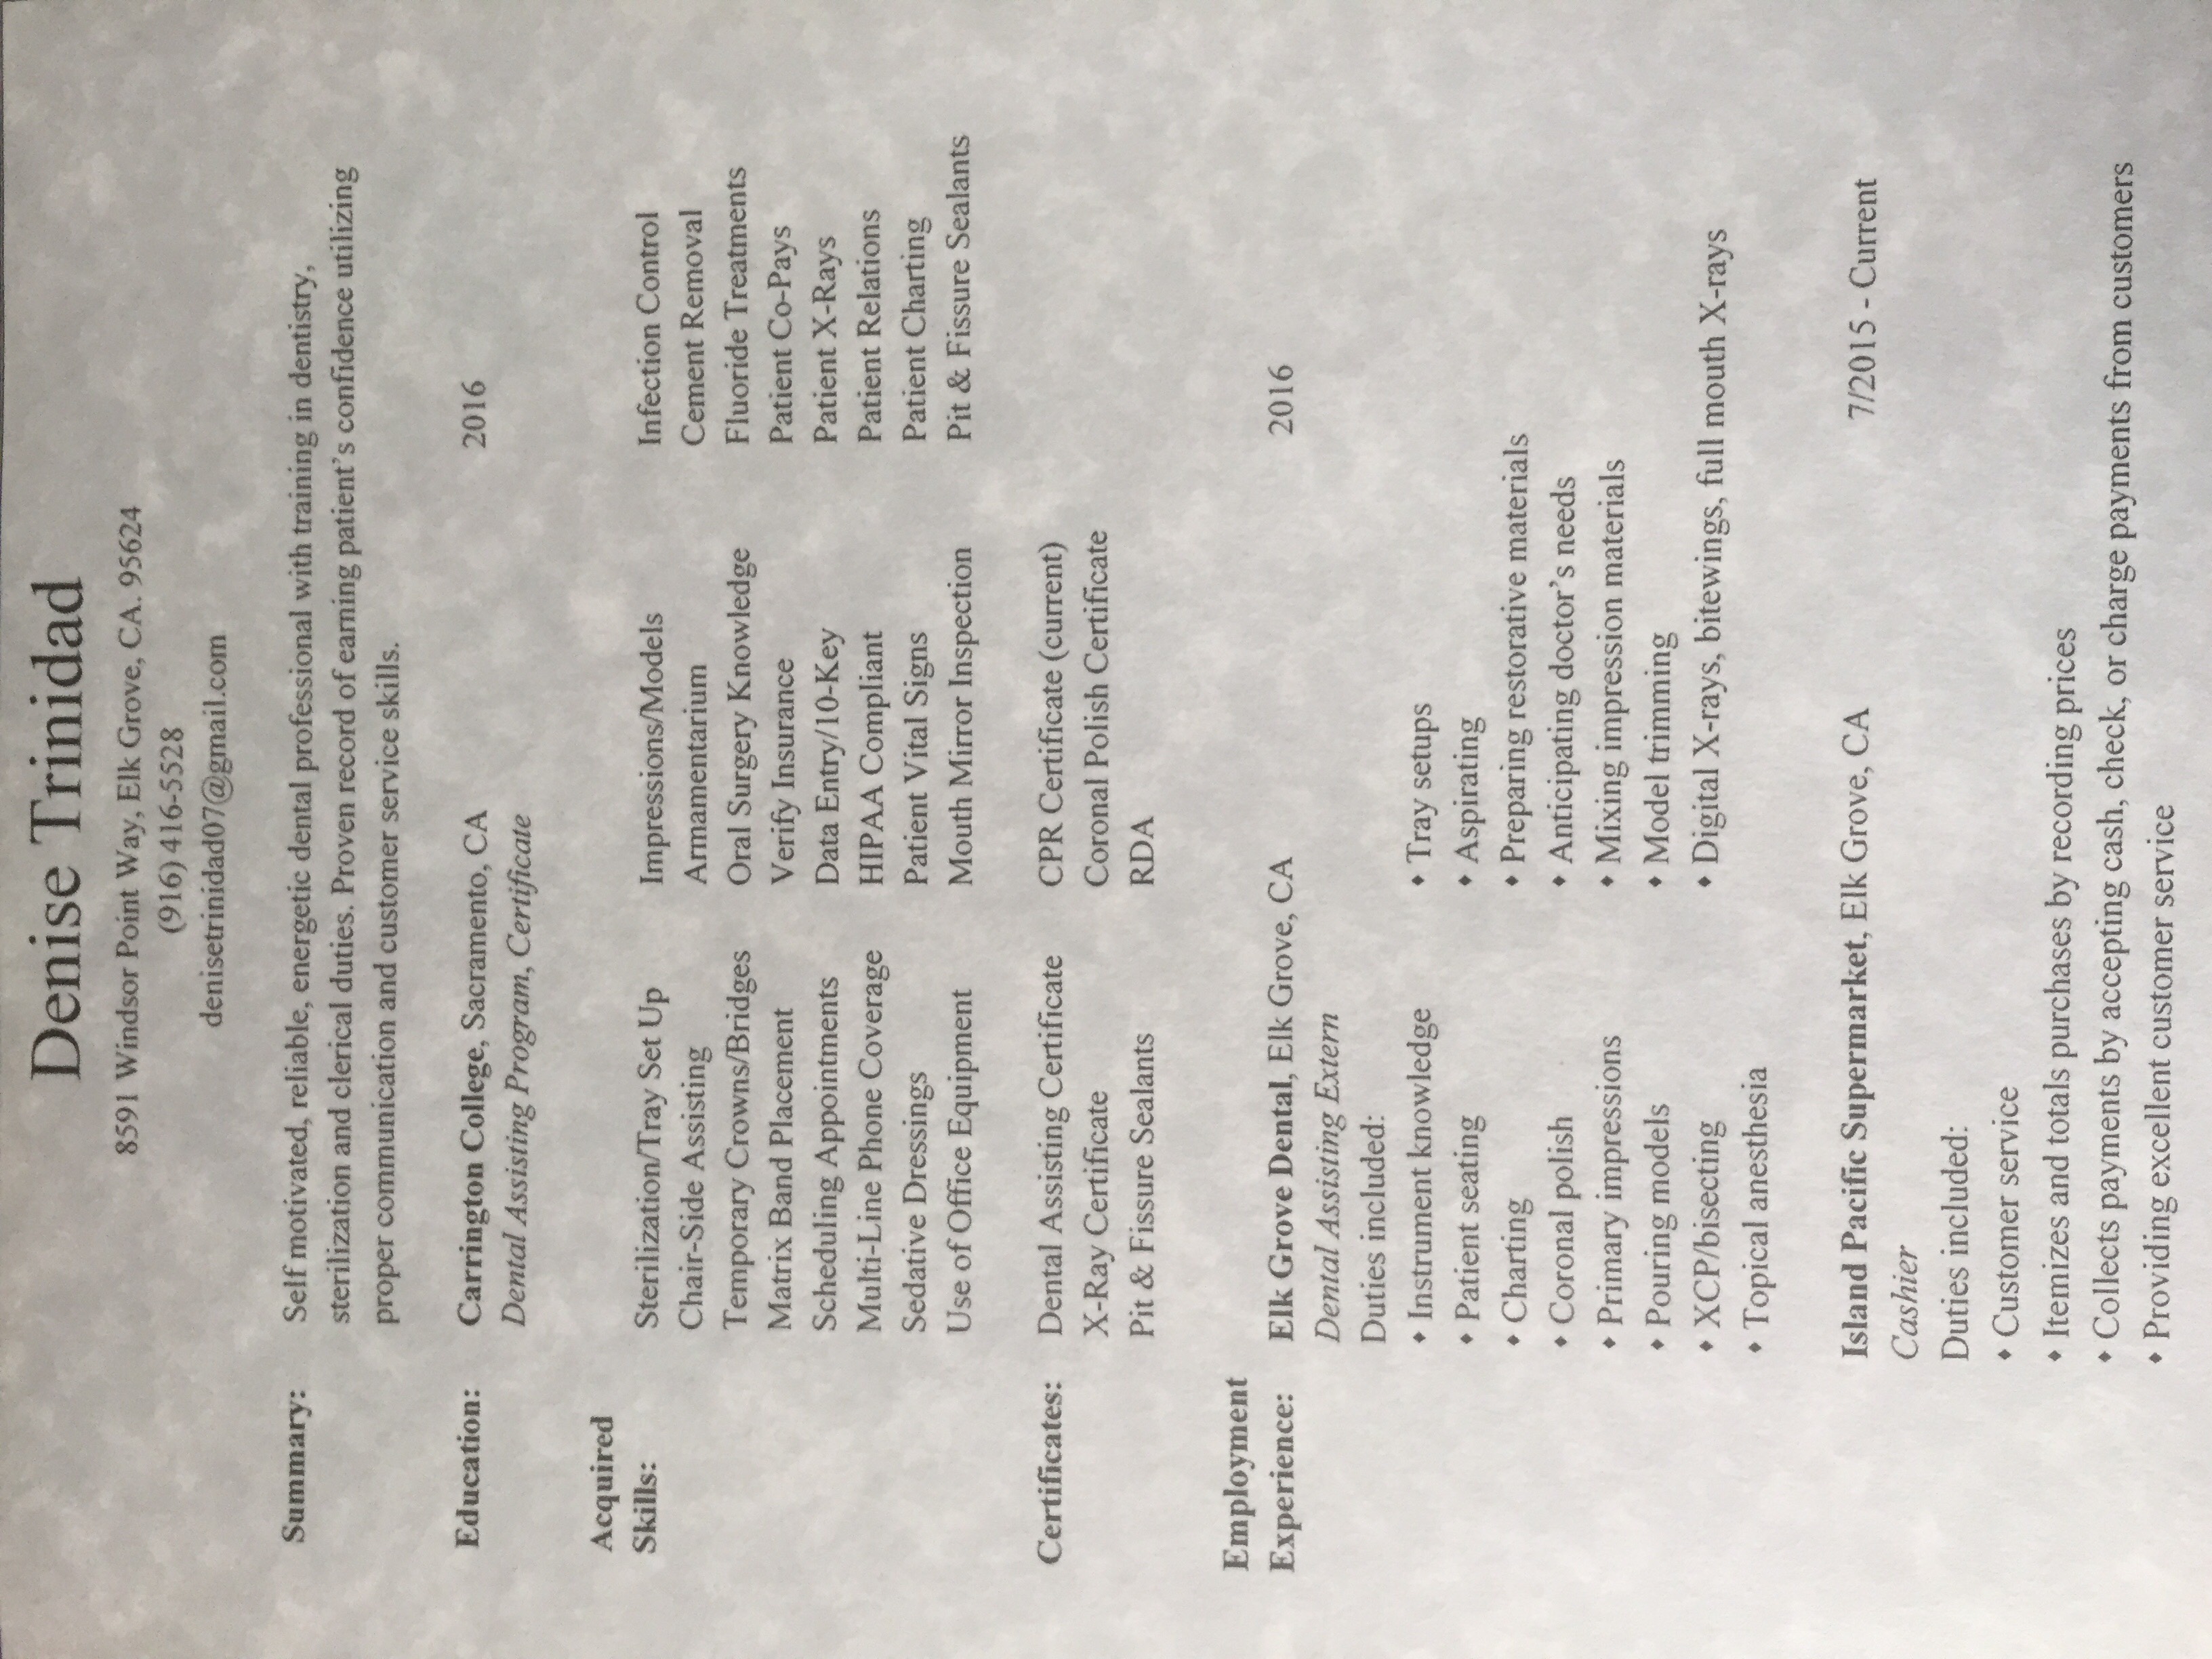 Denise Trinidad
8591 Windsor Point Way, Elk Grove, CA. 95624
(916) 416-5528
denisetrinidad07@gmail.com
Summary: Self motivated, reliable, energetic dental professional with training in dentistry,
sterilization and clerical duties. Proven record of earning patient's confidence utilizing
proper communication and customer service skills.
Education: Carrington College, Sacramento, CA 2016
Dental Assisting Program, Certificate
Acquired
Skills: Sterilization/Tray Set Up Impressions/Models Infection Control
Chair-Side Assisting Armamentarium Cement Removal
Temporary Crowns/Bridges Oral Surgery Knowledge Fluoride Treatments
Matrix Band Placement Verify Insurance Patient Co-Pays
Scheduling Appointments Data Entry/10-Key Patient X-Rays
Multi-Line Phone Coverage HIPAA Compliant Patient Relations
Sedative Dressings Patient Vital Signs Patient Charting
Use of Office Equipment Mouth Mirror Inspection Pit & Fissure Sealants
Certificates: Dental Assisting Certificate CPR Certificate (current)
X-Ray Certificate Coronal Polish Certificate
Pit & Fissure Sealants RDA
Employment
Experience: Elk Grove Dental, Elk Grove, CA 2016
Dental Assisting Extern
Duties included:
• Instrument knowledge • Tray setups
• Patient seating • Aspirating
• Charting • Preparing restorative materials
• Coronal polish • Anticipating doctor's needs
• Primary impressions • Mixing impression materials
• Pouring models • Model trimming
• XCP/bisecting • Digital X-rays, bitewings, full mouth X-rays
• Topical anesthesia
Island Pacific Supermarket, Elk Grove, CA 7/2015 - Current
Cashier
Duties included:
• Customer service
• Itemizes and totals purchases by recording prices
• Collects payments by accepting cash, check, or charge payments from customers
• Providing excellent customer service